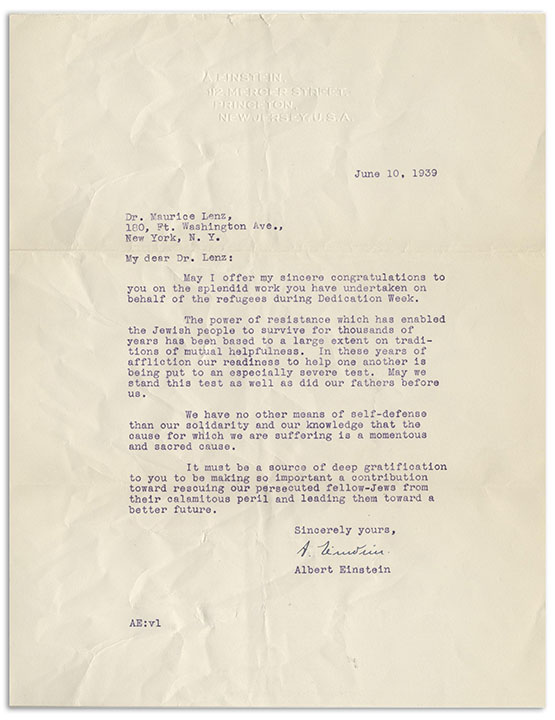 A. EINSTEIN,
112 MERCER STREET,
PRINCETON,
NEW JERSEY, U.S.A.
June 10, 1939
Dr. Maurice Lenz,
180, Ft. Washington Ave.,
New York, N. Y.
My dear Dr. Lenz:
May I offer my sincere congratulations to
you on the splendid work you have undertaken on
behalf of the refugees during Dedication Week.
The power of resistance which has enabled
the Jewish people to survive for thousands of
years has been based to a large extent on tradi-
tions of mutual helpfulness. In these years of
affliction our readiness to help one another is
being put to an especially severe test. May we
stand this test as well as did our fathers before
us.
We have no other means of self-defense
than our solidarity and our knowledge that the
cause for which we are suffering is a momentous
and sacred cause.
It must be a source of deep gratification
to you to be making so important a contribution
toward rescuing our persecuted fellow-Jews from
their calamitous peril and leading them toward a
better future.
Sincerely yours,
A. Einstein.
Albert Einstein
AE:vl